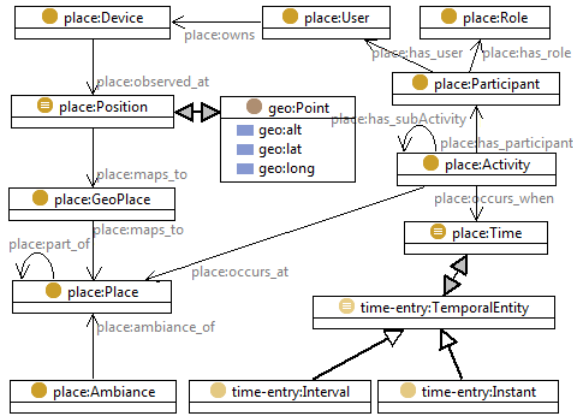 place:Device
place:User
place:Role
place:owns
place:has_user
place:has_role
place:observed_at
place:Participant
place:Position
geo:Point
geo:alt
geo:lat
geo:long
place:has_subActivity
place:has_participant
place:Activity
place:maps_to
place:GeoPlace
place:occurs_when
place:maps_to
place:Time
place:part_of
place:occurs_at
place:Place
time-entry:TemporalEntity
place:ambiance_of
place:Ambiance
time-entry:Interval
time-entry:Instant